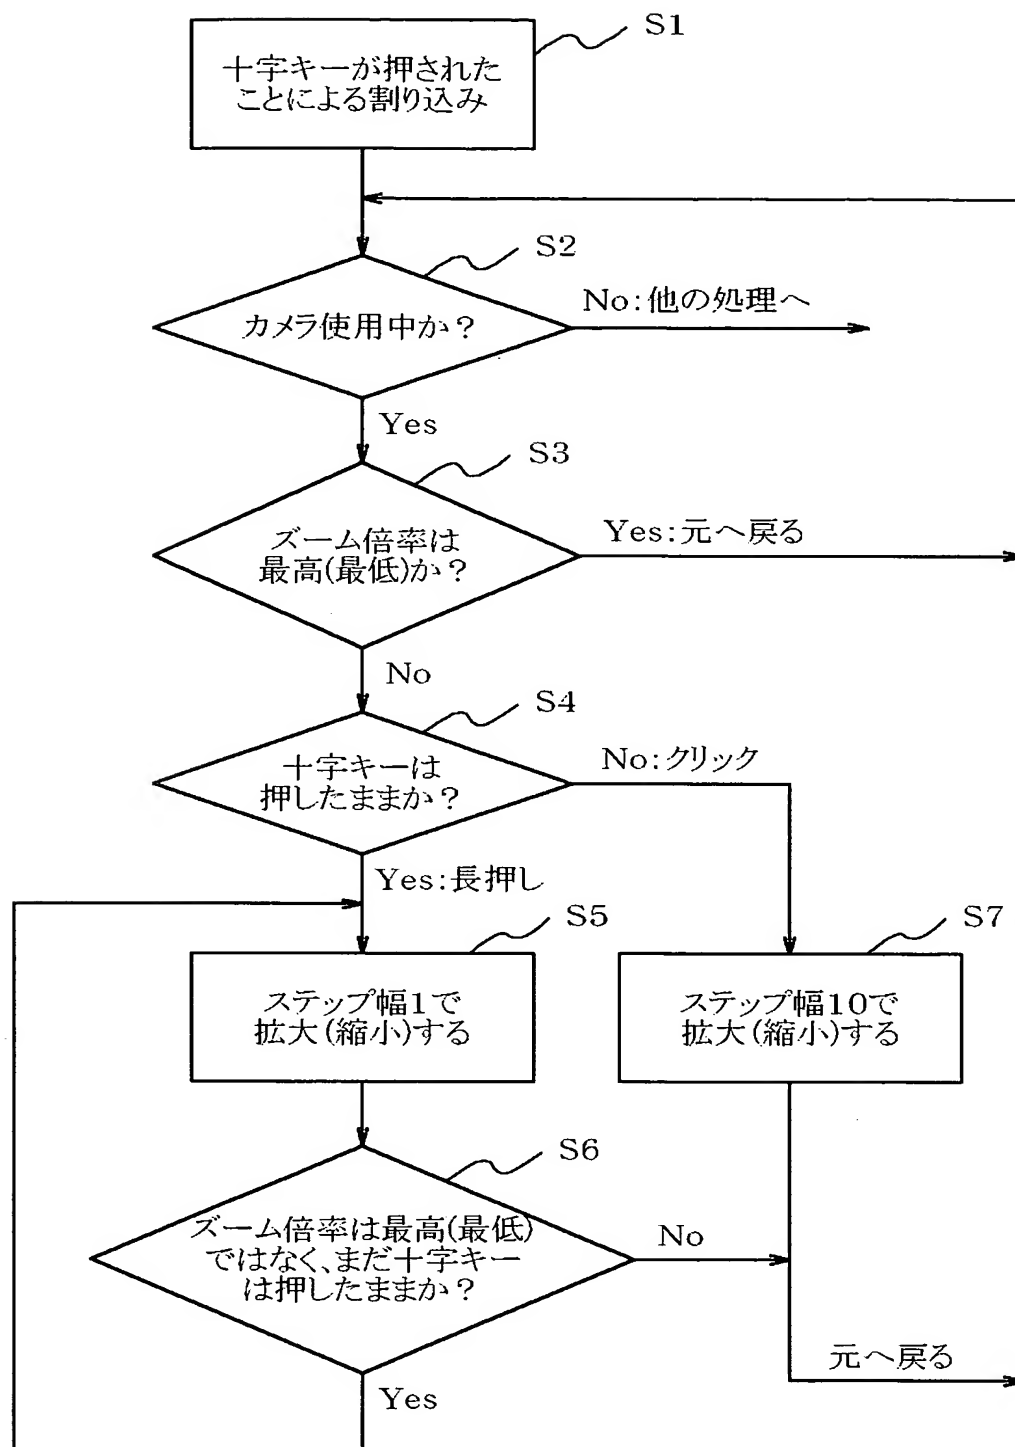 S1
十字キーが押された
ことによる割り込み
S2
カメラ使用中か？
No:他の処理へ
Yes
S3
ズーム倍率は
最高(最低)か？
Yes:元へ戻る
No
S4
十字キーは
押したままか？
No:クリック
Yes:長押し
S5
ステップ幅1で
拡大(縮小)する
S7
ステップ幅10で
拡大(縮小)する
S6
ズーム倍率は最高(最低)
ではなく、まだ十字キー
は押したままか？
No
元へ戻る
Yes